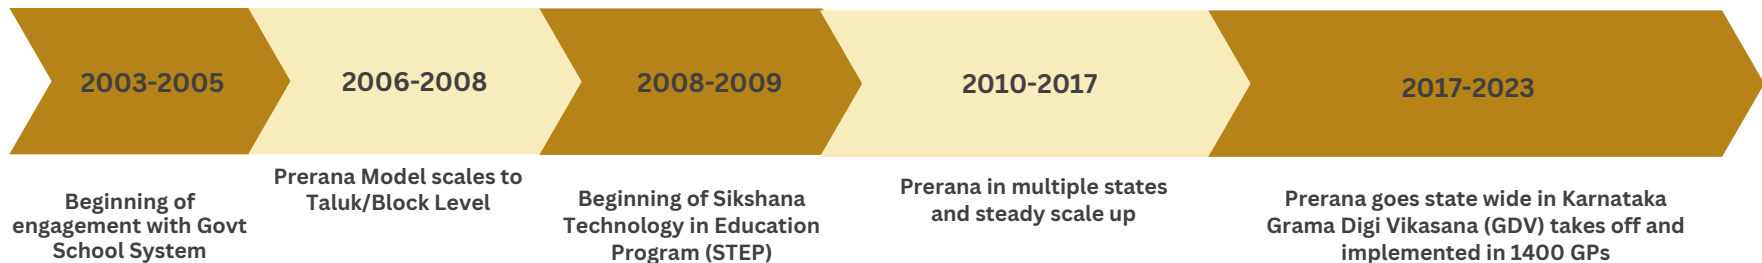 2003-2005
2006-2008
2008-2009
2010-2017
2017-2023
Beginning of
engagement with Govt
School System
Prerana Model scales to
Taluk/Block Level
Beginning of Sikshana
Technology in Education
Program (STEP)
Prerana in multiple states
and steady scale up
Prerana goes state wide in Karnataka
Grama Digi Vikasana (GDV) takes off and
implemented in 1400 GPs